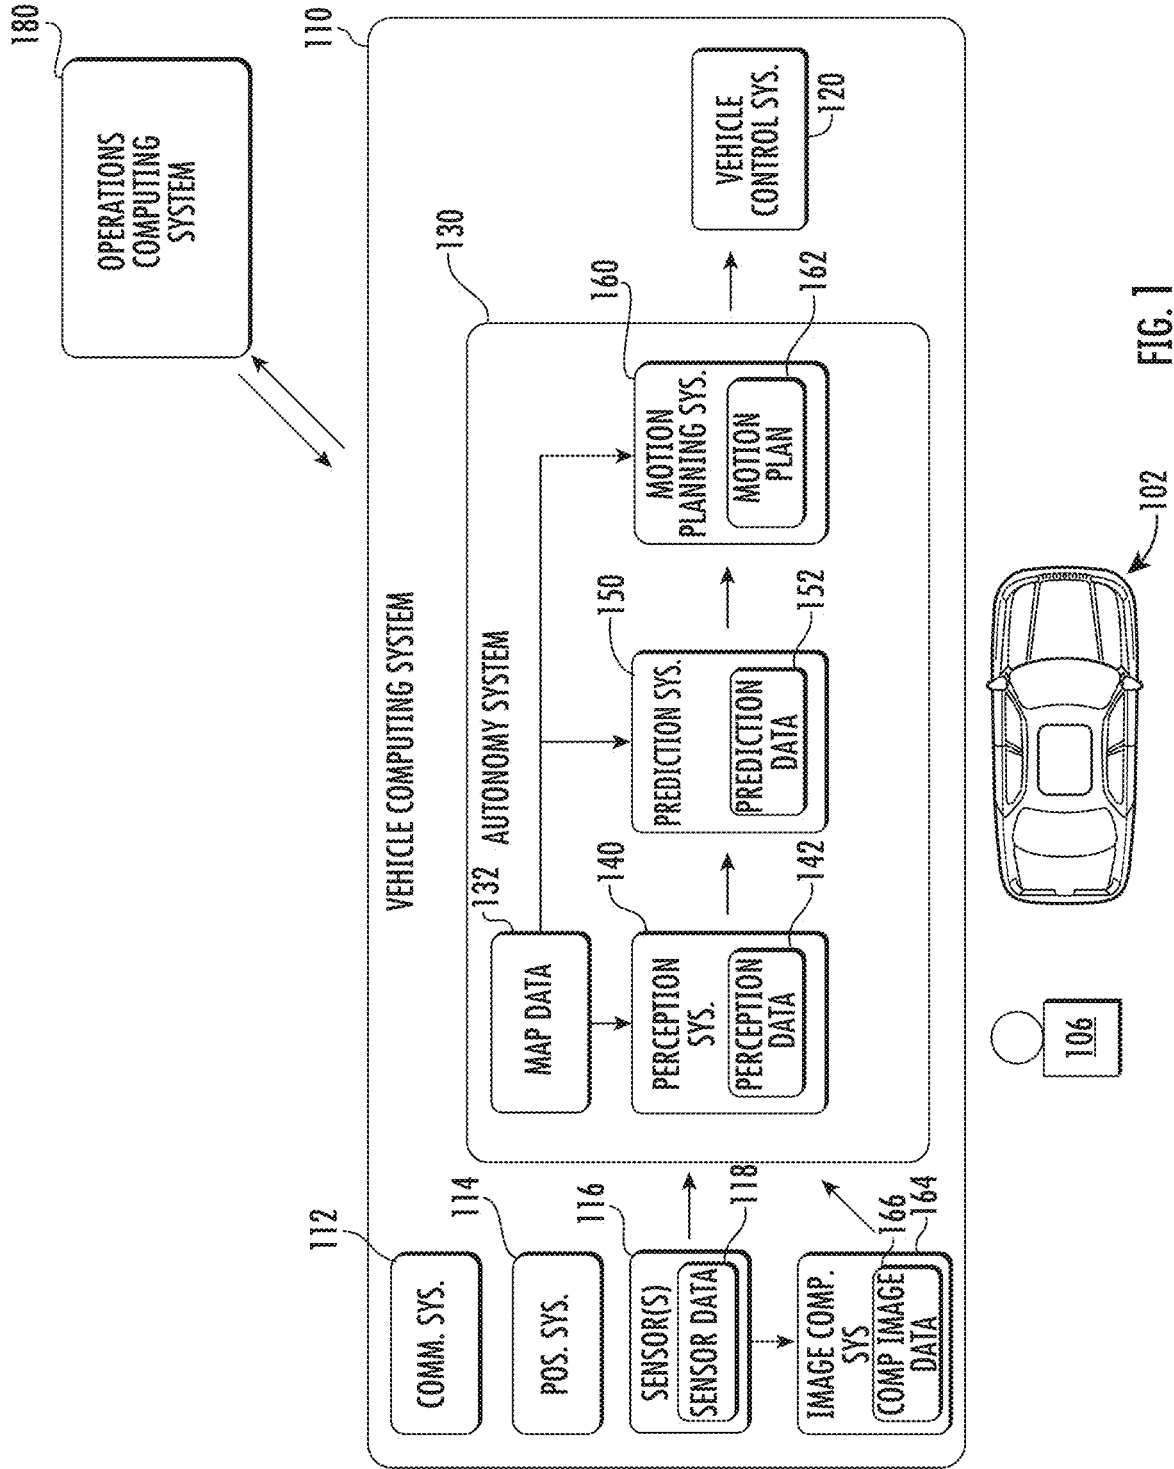 180
OPERATIONS
COMPUTING
SYSTEM
110
VEHICLE COMPUTING SYSTEM
112
COMM. SYS.
114
POS. SYS.
116
SENSOR(S)
SENSOR DATA
118
IMAGE COMP.
SYS
COMP IMAGE
DATA
166
164
130
AUTONOMY SYSTEM
132
MAP DATA
140
PERCEPTION
SYS.
PERCEPTION
DATA
142
150
PREDICTION SYS.
PREDICTION
DATA
152
160
MOTION
PLANNING SYS.
MOTION
PLAN
162
VEHICLE
CONTROL SYS.
120
106
102
FIG. 1